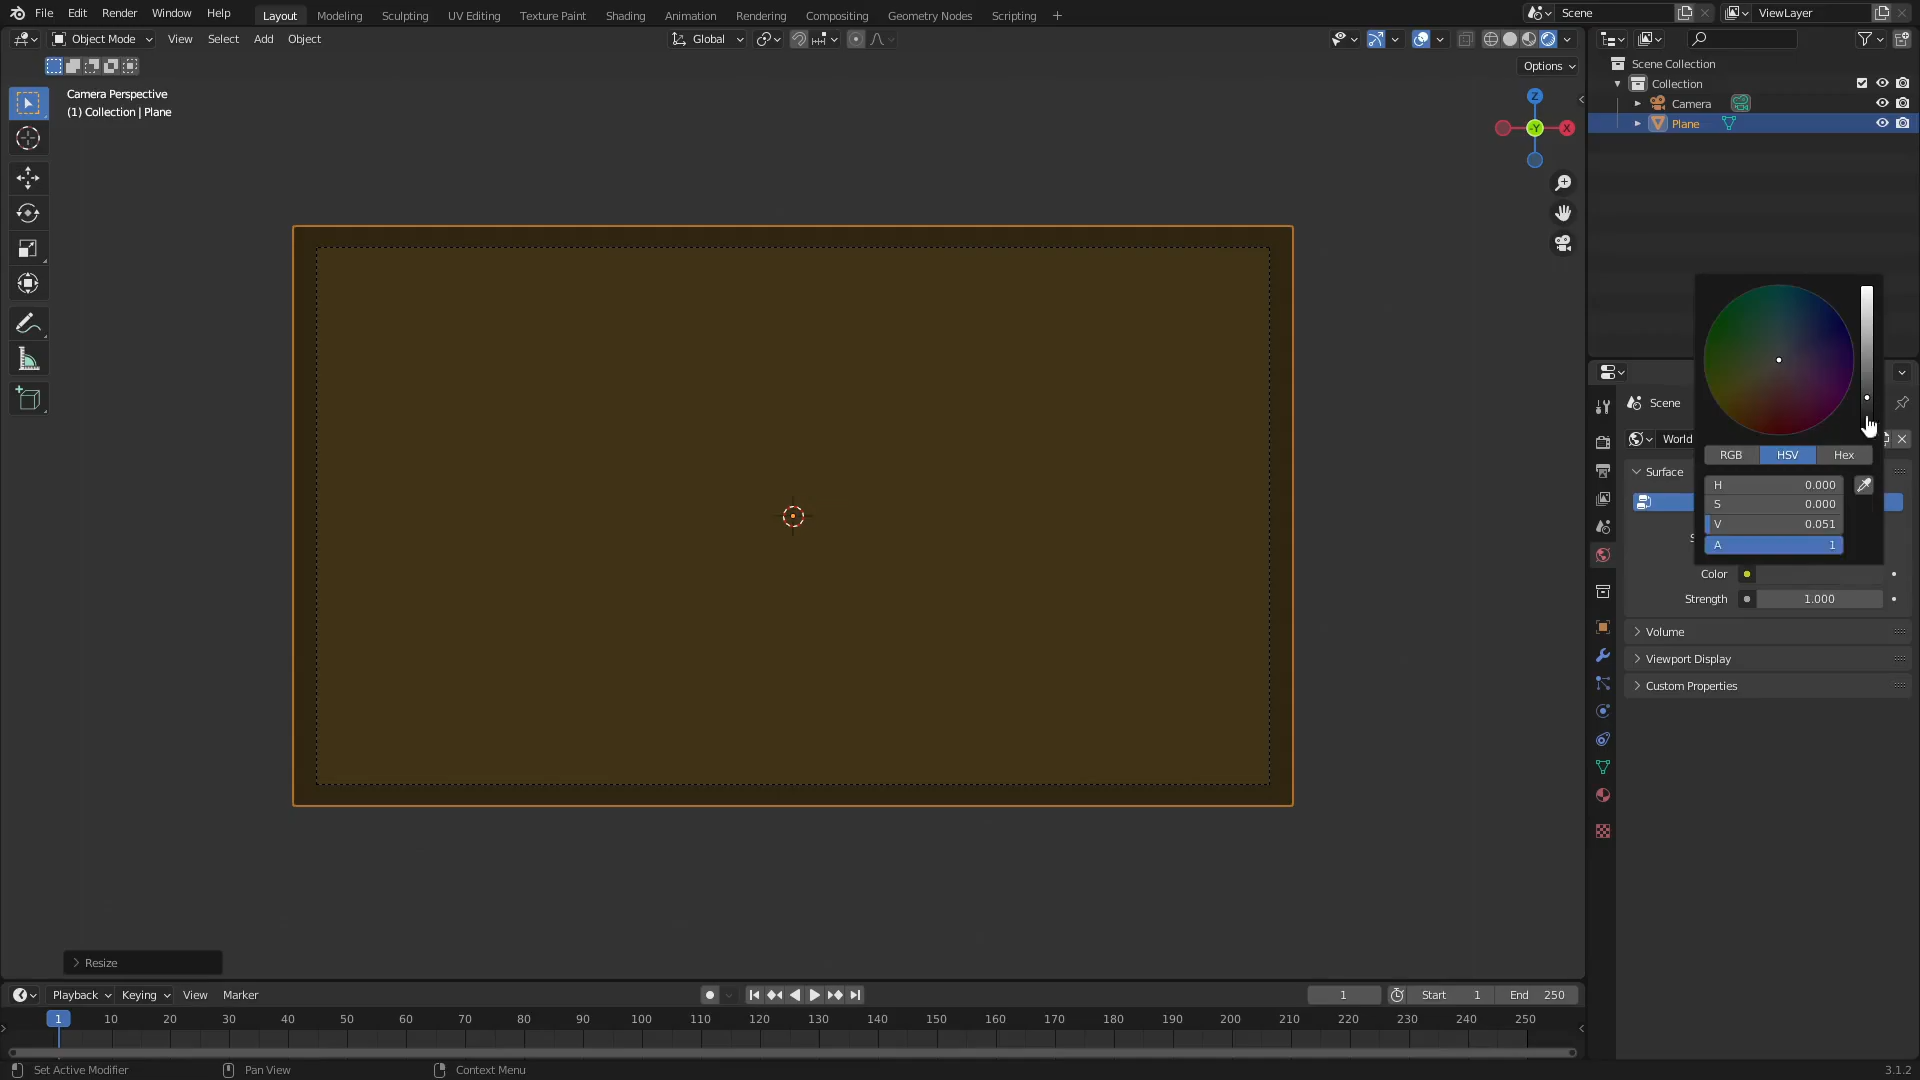 File Edit Render Window Help Layout Modeling Sculpting UV Editing Texture Paint Shading Animation Rendering Compositing Geometry Nodes Scripting + Scene ViewLayer
Object Mode View Select Add Object Global
Options
Camera Perspective
(1) Collection | Plane
Z
-Y
X
Scene Collection
Collection
Camera
Plane
Scene
World
Surface
RGB HSV Hex
H 0.000
S 0.000
V 0.051
A 1
Color
Strength 1.000
Volume
Viewport Display
Custom Properties
Resize
Playback Keying View Marker 1 Start 1 End 250
1 10 20 30 40 50 60 70 80 90 100 110 120 130 140 150 160 170 180 190 200 210 220 230 240 250
Set Active Modifier Pan View Context Menu 3.1.2